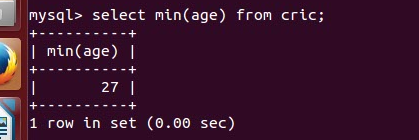 mysql> select min(age) from cric;
+----------+
| min(age) |
+----------+
|       27 |
+----------+
1 row in set (0.00 sec)